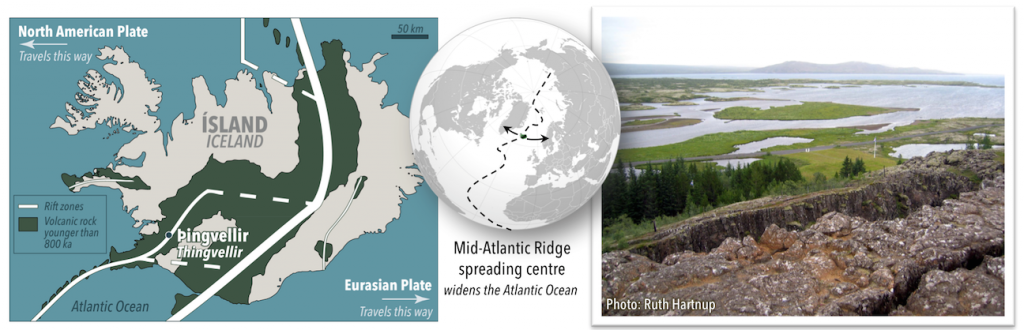 North American Plate
Travels this way
50 km
ÍSLAND
ICELAND
Rift zones
Volcanic rock
younger than
800 ka
Þingvellir
Thingvellir
Atlantic Ocean
Eurasian Plate
Travels this way
Mid-Atlantic Ridge
spreading centre
widens the Atlantic Ocean
Photo: Ruth Hartnup